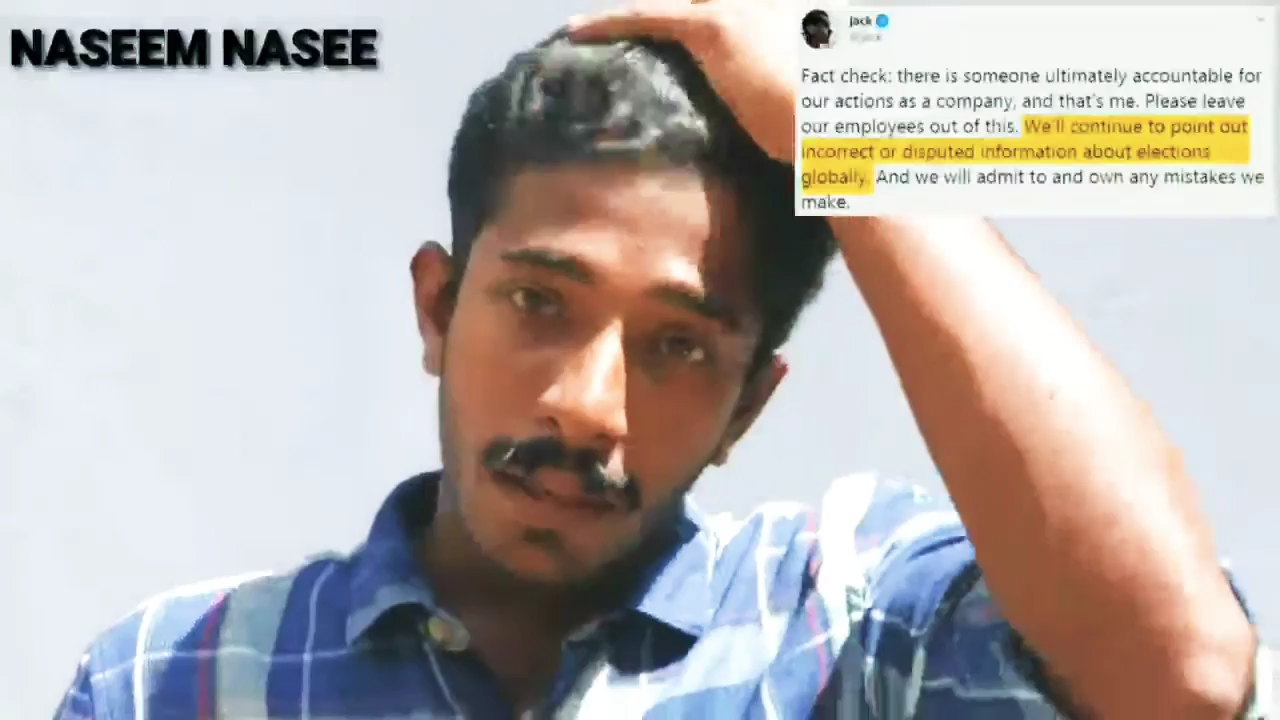 NASEEM NASEE
jack
@jack
Fact check: there is someone ultimately accountable for
our actions as a company, and that's me. Please leave
our employees out of this. We'll continue to point out
incorrect or disputed information about elections
globally. And we will admit to and own any mistakes we
make.